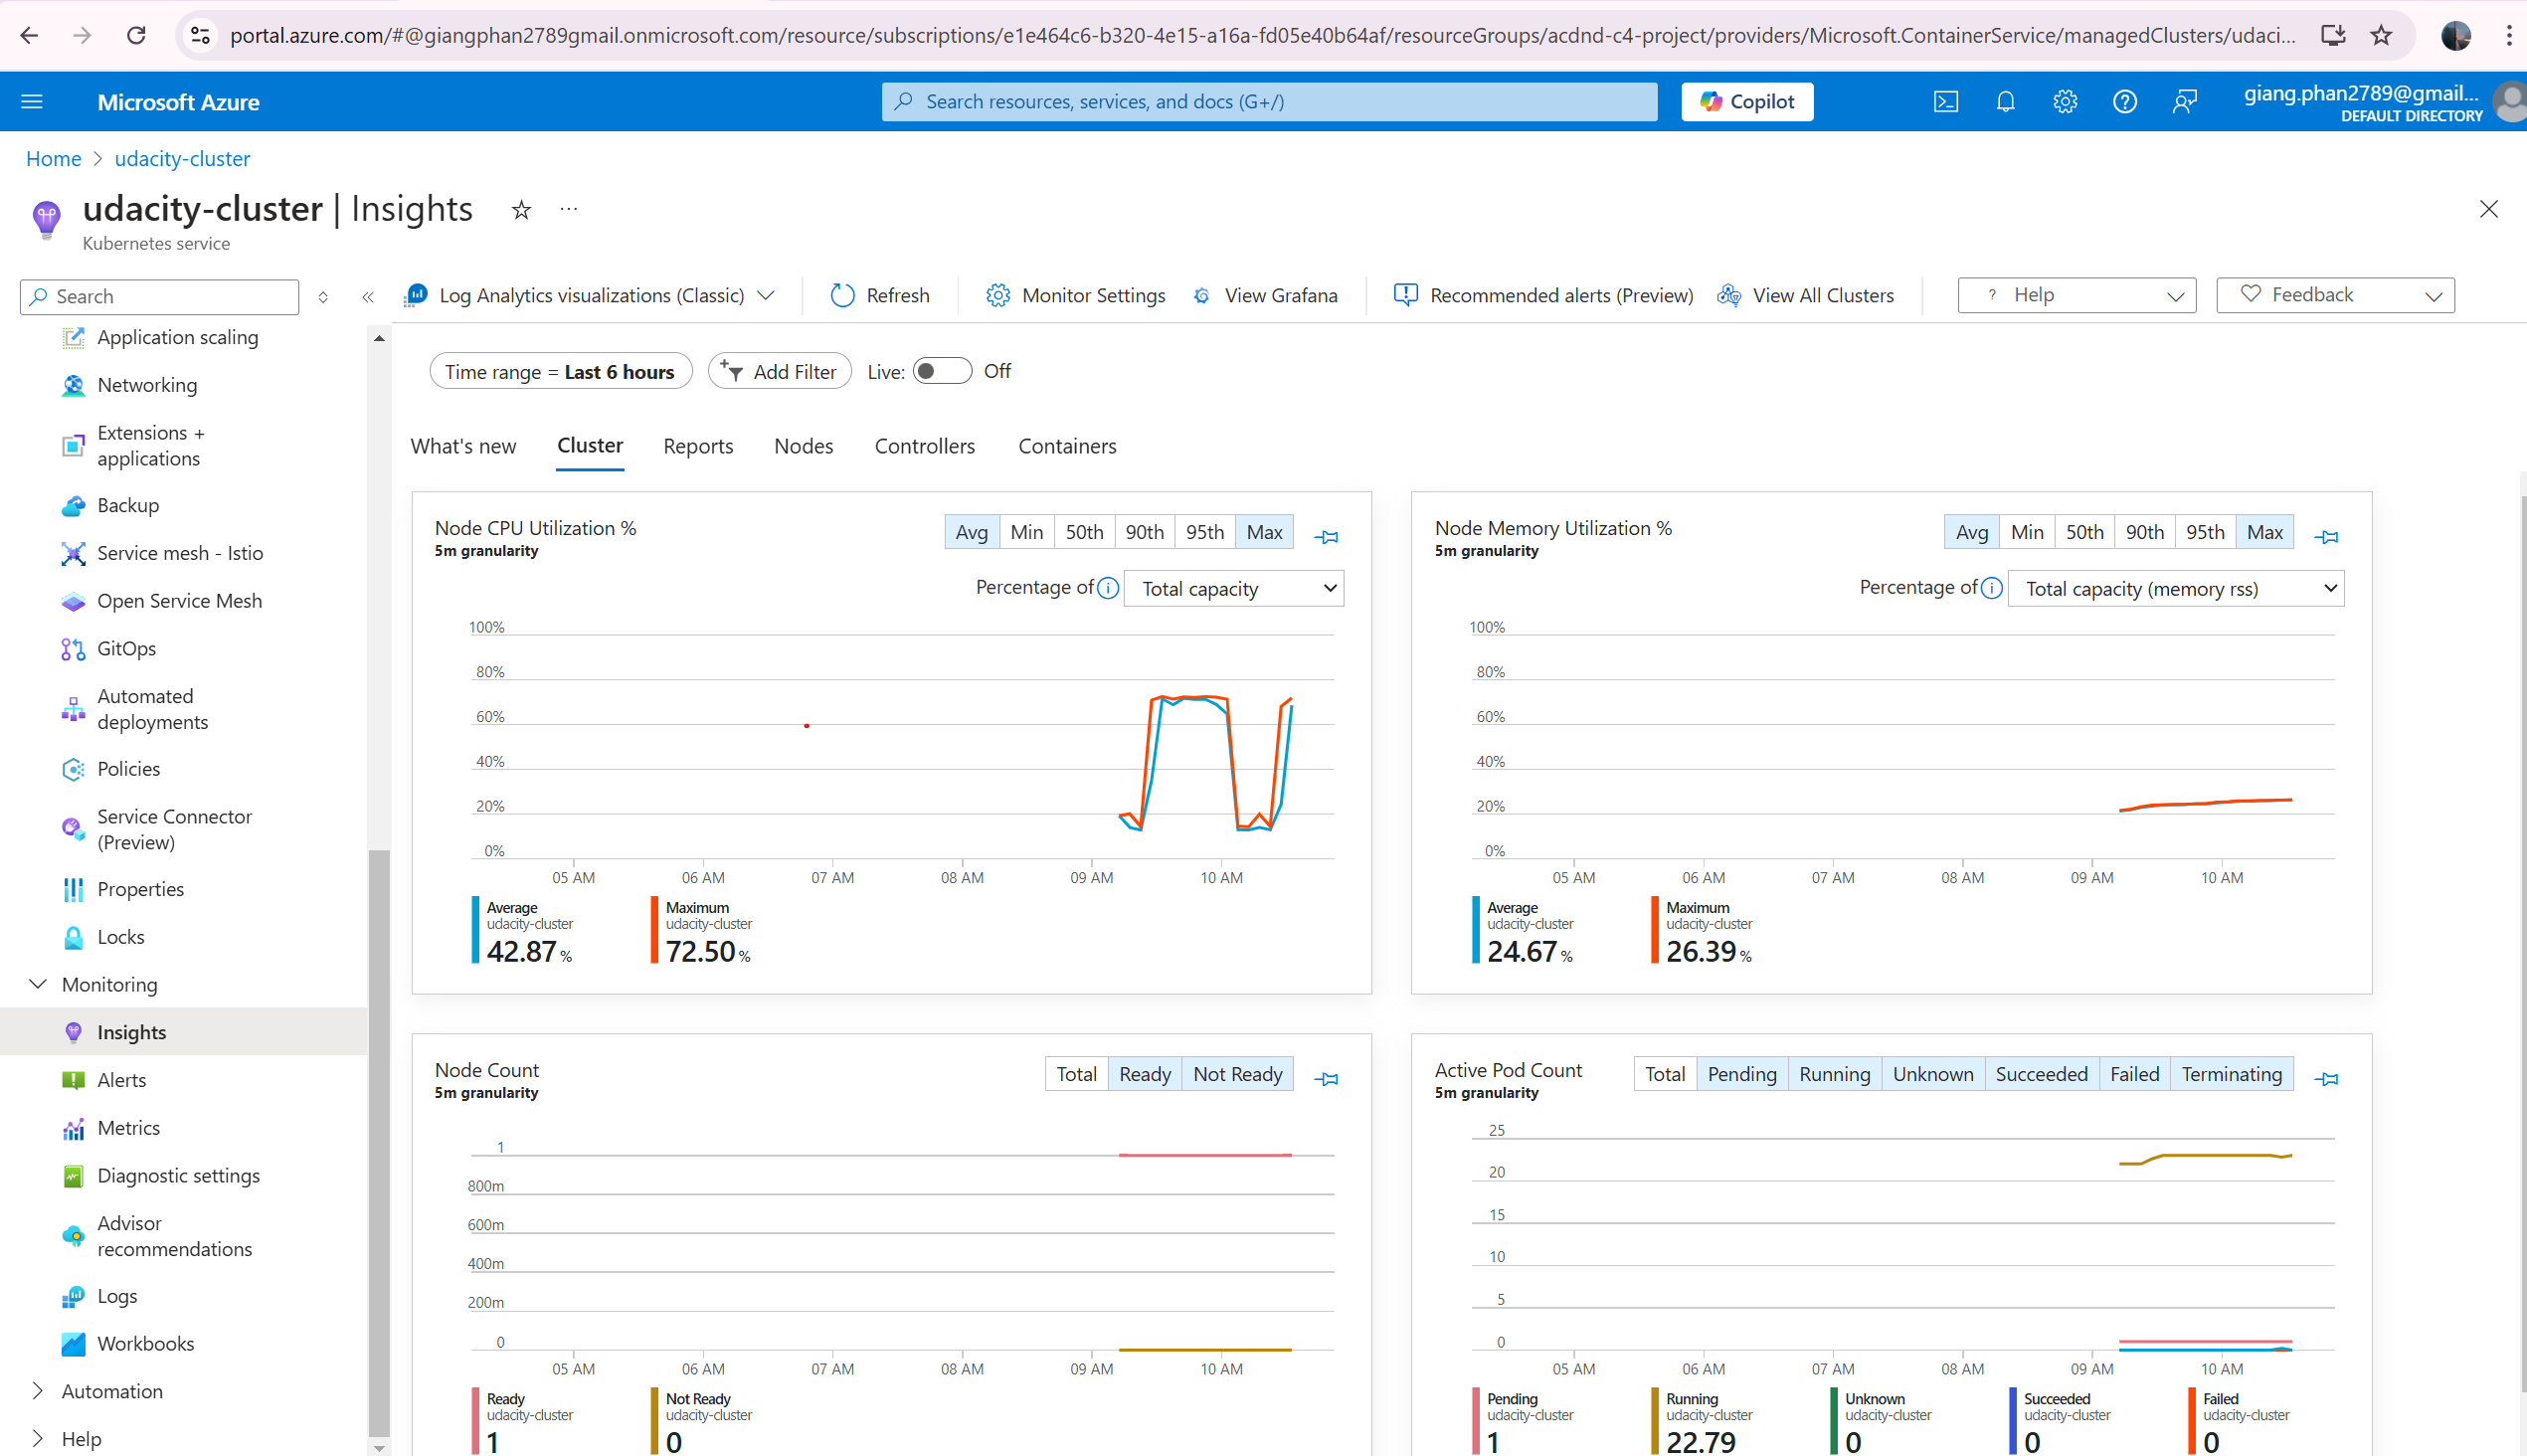 portal.azure.com/#@giangphan2789gmail.onmicrosoft.com/resource/subscriptions/e1e464c6-b320-4e15-a16a-fd05e40b64af/resourceGroups/acdnd-c4-project/providers/Microsoft.ContainerService/managedClusters/udaci...
Microsoft Azure
Search resources, services, and docs (G+/)
Copilot
giang.phan2789@gmail...
DEFAULT DIRECTORY
Home > udacity-cluster
udacity-cluster | Insights
Kubernetes service
Search
Log Analytics visualizations (Classic)
Refresh
Monitor Settings
View Grafana
Recommended alerts (Preview)
View All Clusters
? Help
Feedback
Application scaling
Networking
Extensions +
applications
Backup
Service mesh - Istio
Open Service Mesh
GitOps
Automated
deployments
Policies
Service Connector
(Preview)
Properties
Locks
Monitoring
Insights
Alerts
Metrics
Diagnostic settings
Advisor
recommendations
Logs
Workbooks
Automation
Help
Time range = Last 6 hours
Add Filter
Live: Off
What's new Cluster Reports Nodes Controllers Containers
Node CPU Utilization %
5m granularity
Avg Min 50th 90th 95th Max
Percentage of Total capacity
100%
80%
60%
40%
20%
0%
05 AM 06 AM 07 AM 08 AM 09 AM 10 AM
Average
udacity-cluster
42.87 %
Maximum
udacity-cluster
72.50 %
Node Memory Utilization %
5m granularity
Avg Min 50th 90th 95th Max
Percentage of Total capacity (memory rss)
100%
80%
60%
40%
20%
0%
05 AM 06 AM 07 AM 08 AM 09 AM 10 AM
Average
udacity-cluster
24.67 %
Maximum
udacity-cluster
26.39 %
Node Count
5m granularity
Total Ready Not Ready
1
800m
600m
400m
200m
0
05 AM 06 AM 07 AM 08 AM 09 AM 10 AM
Ready
udacity-cluster
1
Not Ready
udacity-cluster
0
Active Pod Count
5m granularity
Total Pending Running Unknown Succeeded Failed Terminating
25
20
15
10
5
0
05 AM 06 AM 07 AM 08 AM 09 AM 10 AM
Pending
udacity-cluster
1
Running
udacity-cluster
22.79
Unknown
udacity-cluster
0
Succeeded
udacity-cluster
0
Failed
udacity-cluster
0